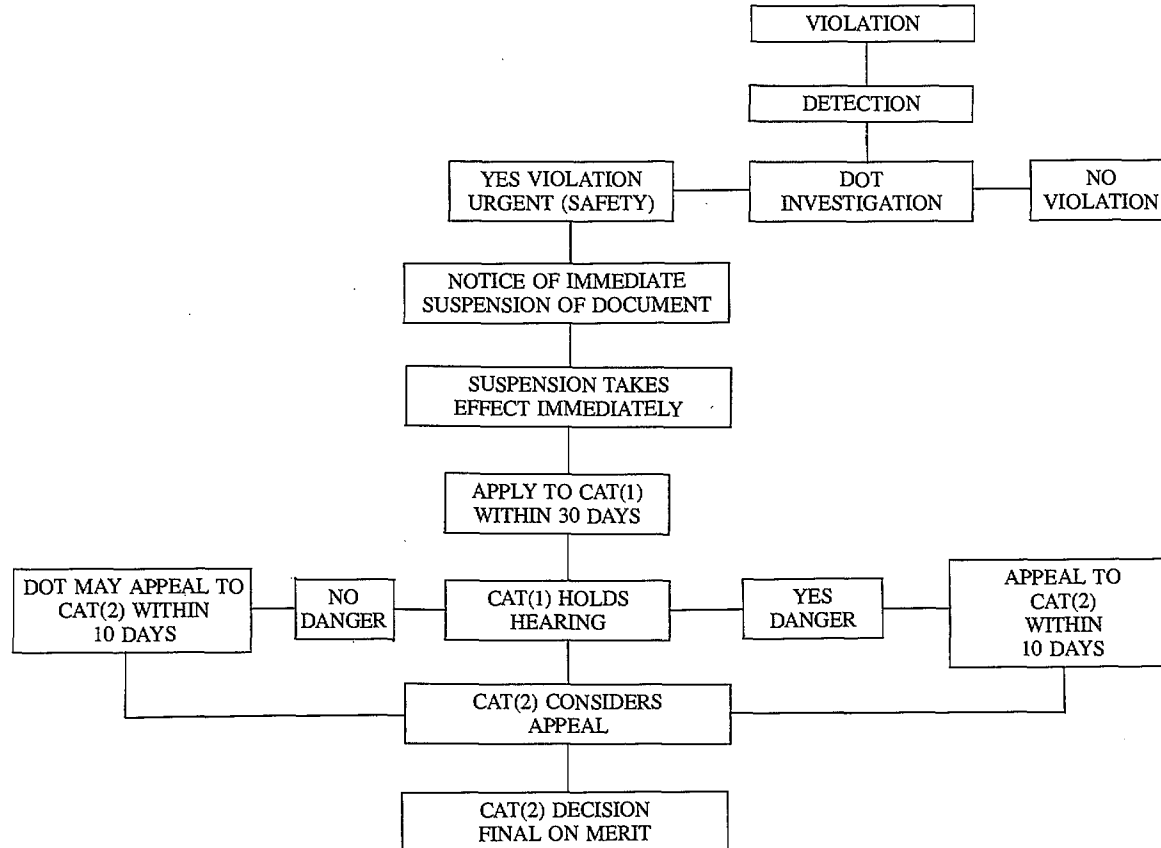 VIOLATION
DETECTION
YES VIOLATION
URGENT (SAFETY)
DOT
INVESTIGATION
NO
VIOLATION
NOTICE OF IMMEDIATE
SUSPENSION OF DOCUMENT
SUSPENSION TAKES
EFFECT IMMEDIATELY
APPLY TO CAT(1)
WITHIN 30 DAYS
DOT MAY APPEAL TO
CAT(2) WITHIN
10 DAYS
NO
DANGER
CAT(1) HOLDS
HEARING
YES
DANGER
APPEAL TO
CAT(2)
WITHIN
10 DAYS
CAT(2) CONSIDERS
APPEAL
CAT(2) DECISION
FINAL ON MERIT